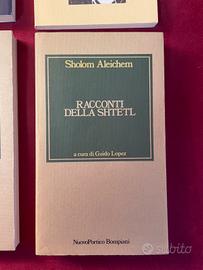 Sholom Aleichem
RACCONTI
DELLA SHTETL
a cura di Guido Lopez
NuovoPortico Bompiani
subito